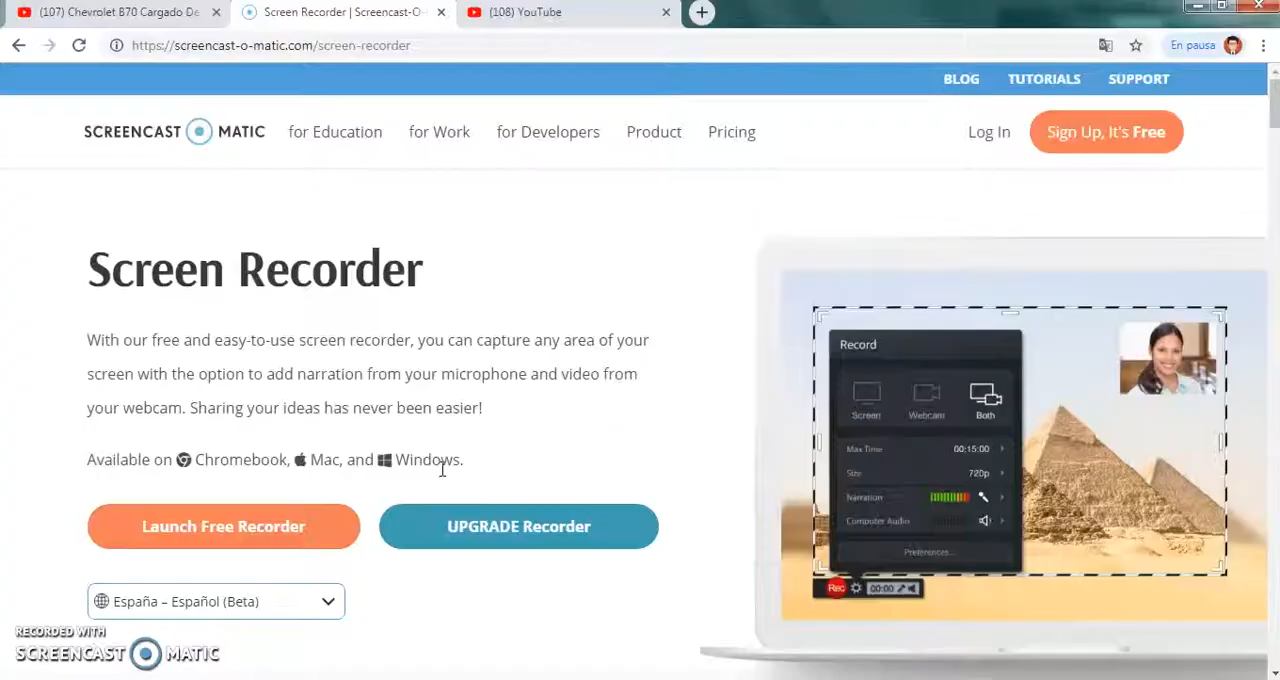 (107) Chevrolet B70 Cargado De
Screen Recorder | Screencast-O-
(108) YouTube
https://screencast-o-matic.com/screen-recorder
En pausa
BLOG TUTORIALS SUPPORT
SCREENCAST MATIC for Education for Work for Developers Product Pricing Log In Sign Up, It's Free
Screen Recorder
With our free and easy-to-use screen recorder, you can capture any area of your
screen with the option to add narration from your microphone and video from
your webcam. Sharing your ideas has never been easier!
Available on Chromebook, Mac, and Windows.
Launch Free Recorder UPGRADE Recorder
España – Español (Beta)
Record
Screen Webcam Both
Max Time 00:15:00
Size 720p
Narration
Computer Audio
Preferences...
Rec 00:00
RECORDED WITH
SCREENCAST MATIC